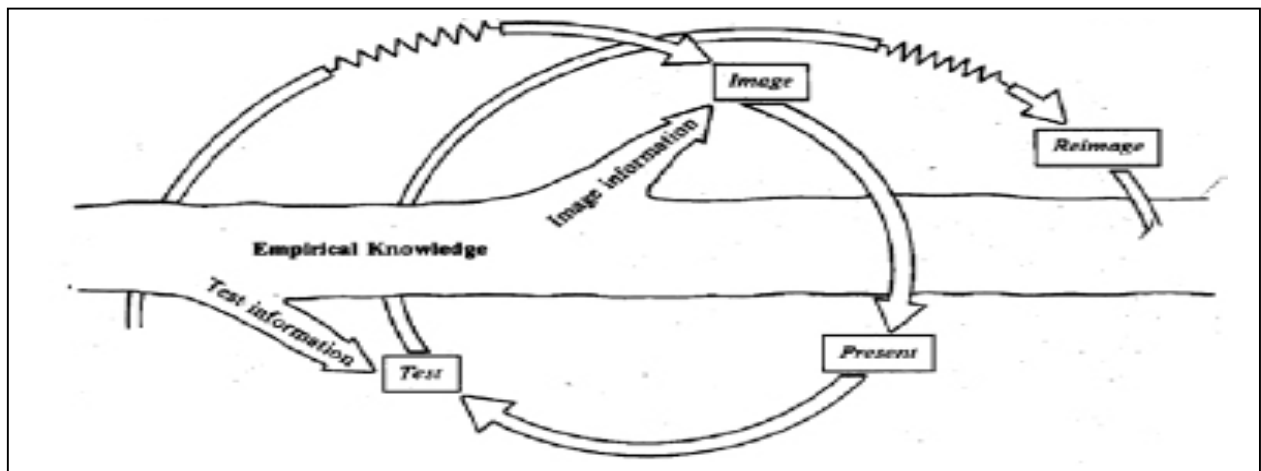 Image
Reimage
Image information
Empirical Knowledge
Test information
Present
Test